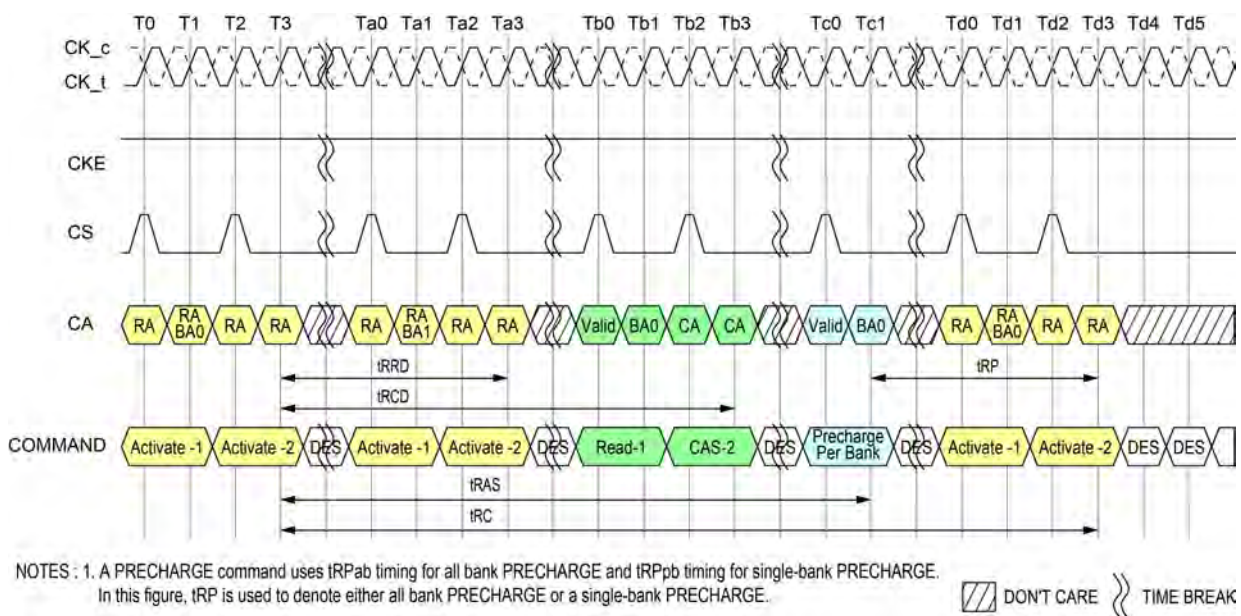 T0 T1 T2 T3 Ta0 Ta1 Ta2 Ta3 Tb0 Tb1 Tb2 Tb3 Tc0 Tc1 Td0 Td1 Td2 Td3 Td4 Td5
CK_c
CK_t
CKE
CS
CA RA RA BA0 RA RA RA RA BA1 RA RA Valid BA0 CA CA Valid BA0 RA RA BA0 RA RA
tRRD tRP
tRCD
COMMAND Activate -1 Activate -2 DES Activate -1 Activate -2 DES Read-1 CAS-2 DES Precharge Per Bank DES Activate -1 Activate -2 DES DES
tRAS
tRC
NOTES : 1. A PRECHARGE command uses tRPab timing for all bank PRECHARGE and tRPpb timing for single-bank PRECHARGE.
In this figure, tRP is used to denote either all bank PRECHARGE or a single-bank PRECHARGE.
DON'T CARE TIME BREAK